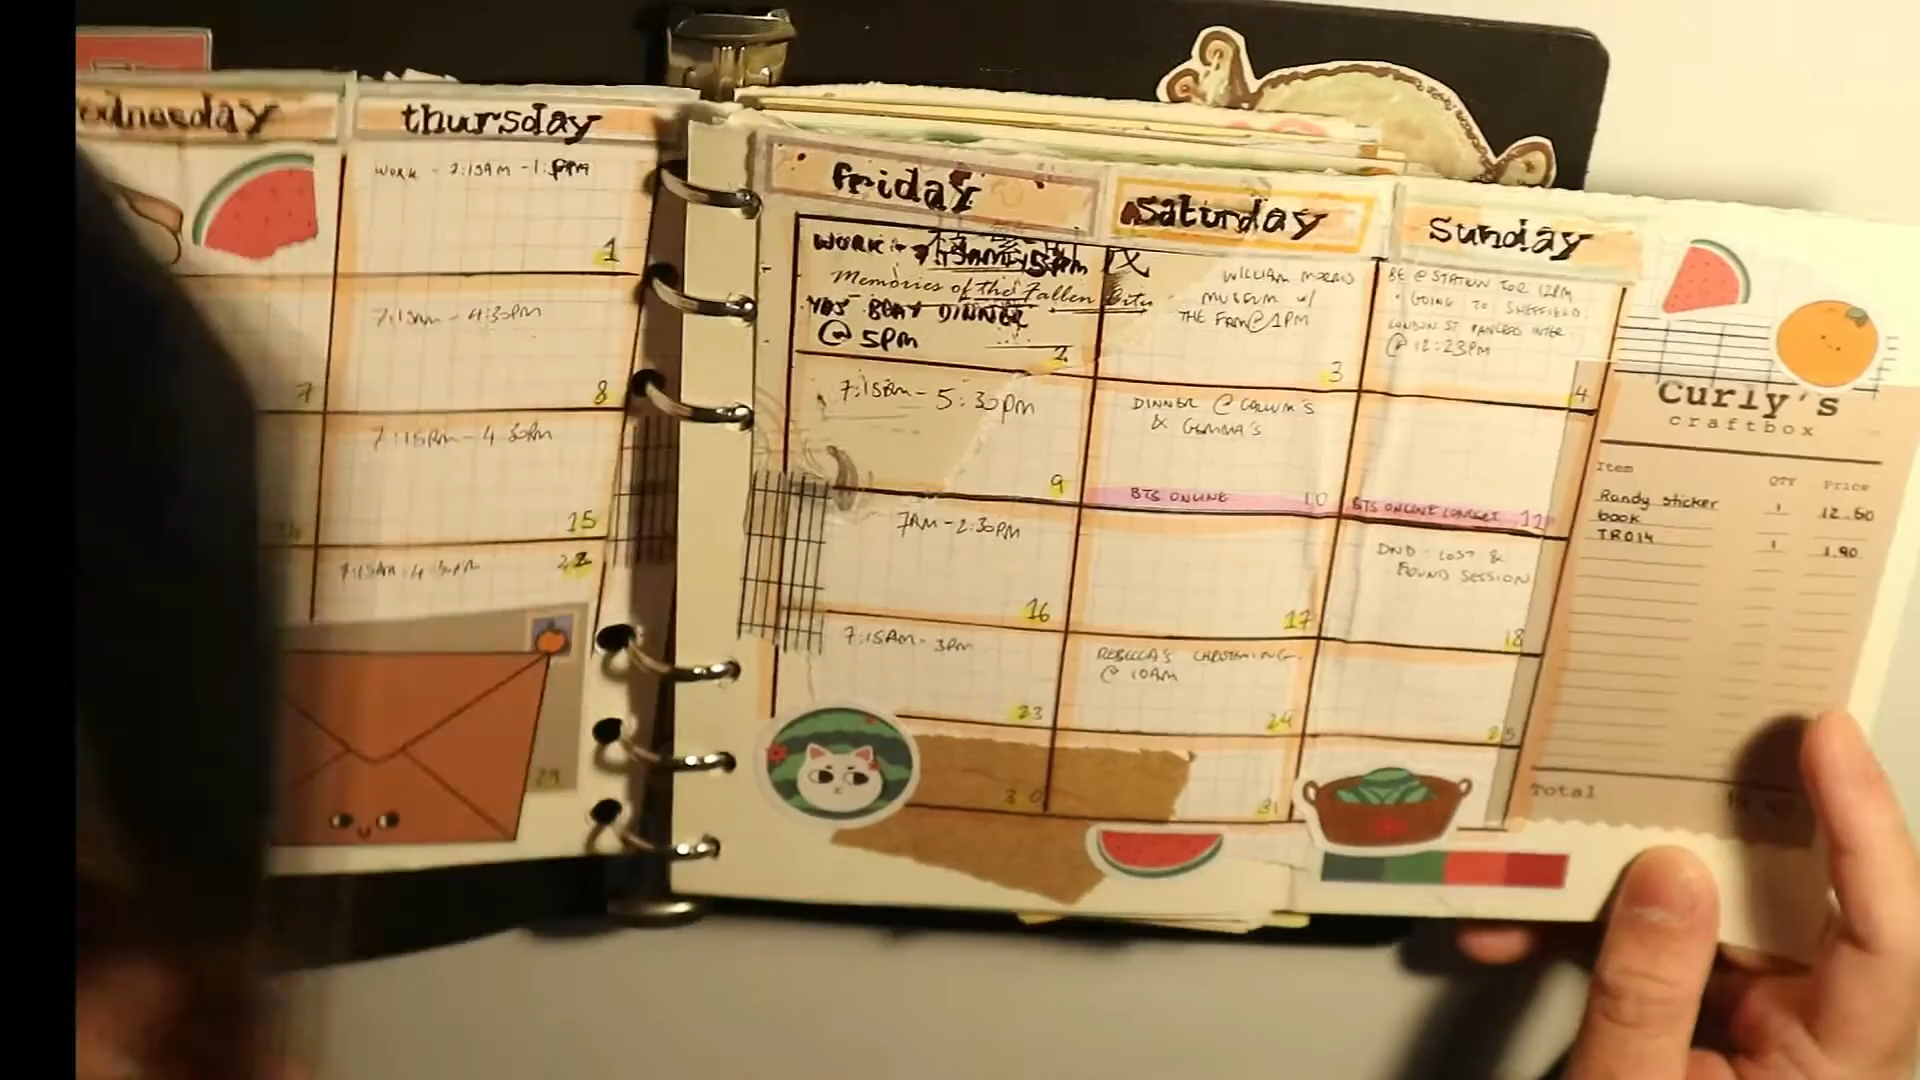 thursday
WORK - 7:15AM -
1
7:15AM - 4:30PM
7
8
7:15AM - 4:30PM
15
7:15AM - 4:30PM
22
29
friday
WORK
Memories of the Fallen
BDAY DINNER
@ 5PM
2
7:15AM - 5:30PM
9
7AM - 2:30PM
16
7:15AM - 3PM
23
30
saturday
WILLIAM MORRIS
MUSEUM W/
THE FAM @ 1PM
3
DINNER @ CALLUM'S
& GEMMA'S
BTS ONLINE 10
17
REBECCA'S CHRISTENING
@ 10AM
24
31
sunday
BE @ STATION FOR 12PM
• GOING TO SHEFFIELD
LONDON ST PANCRAS INTER
@ 12:23PM
4
BTS ONLINE CONCERT 11
DND: LOST &
FOUND SESSION
18
25
Curly's
craftbox
Item QTY Price
Randy sticker
book 1 12.60
TR014 1 1.90
Total